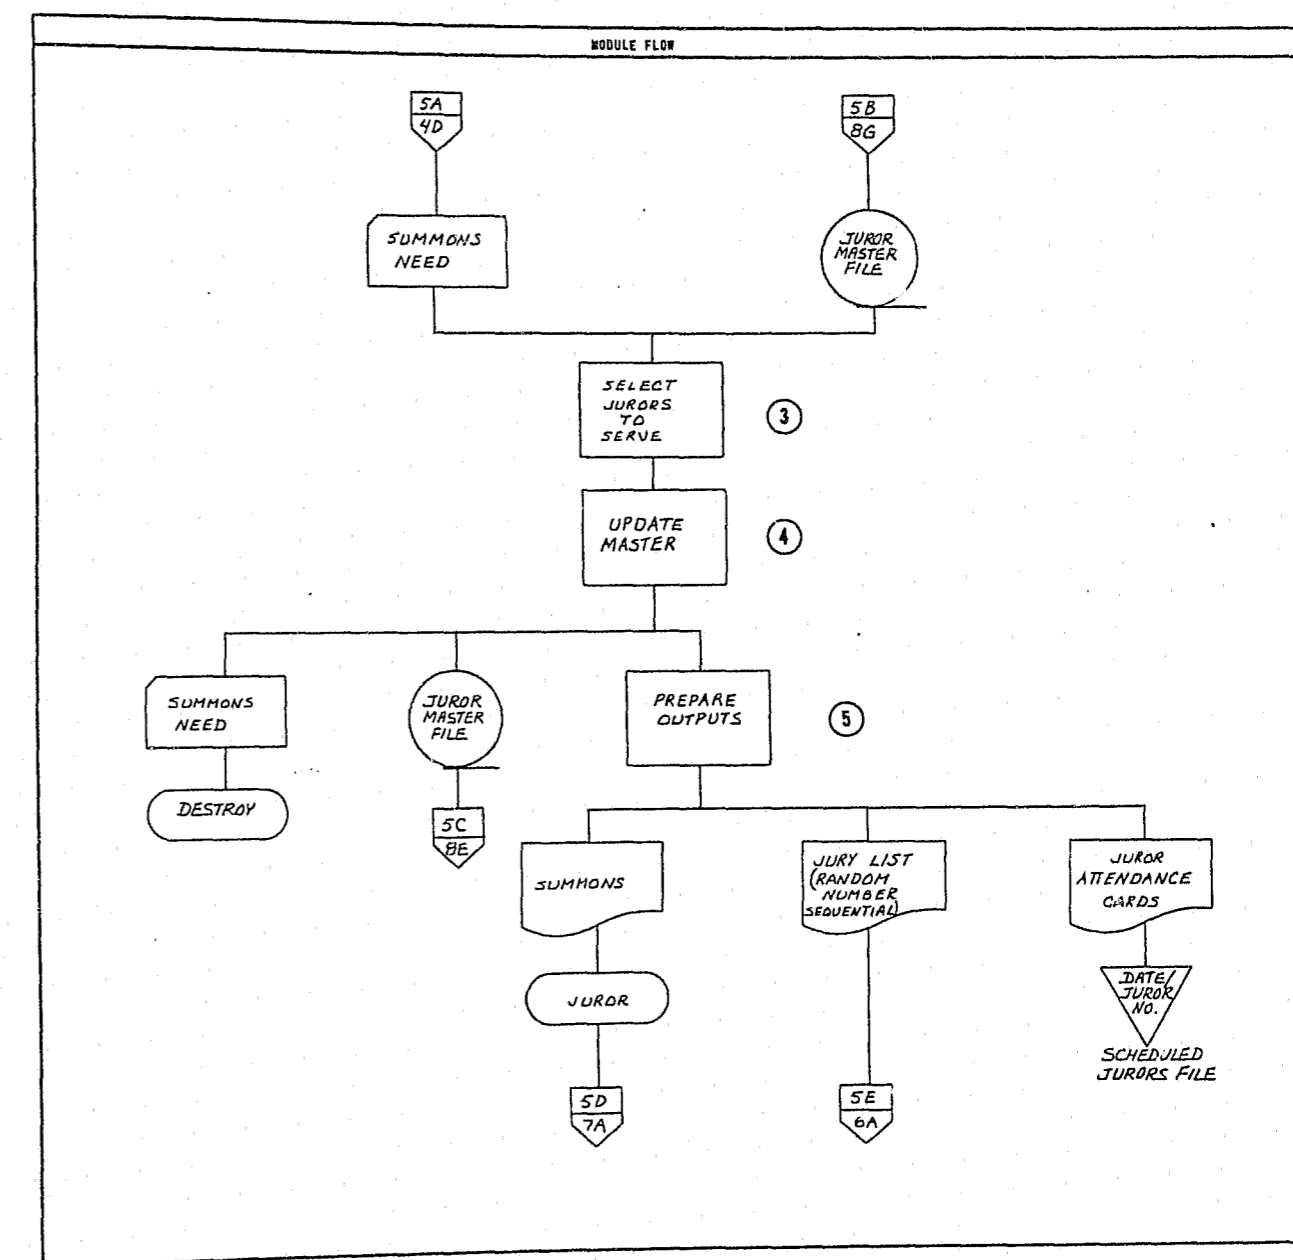 MODULE FLOW
5A
4D
5B
8G
SUMMONS
NEED
JUROR
MASTER
FILE
SELECT
JURORS
TO
SERVE
3
UPDATE
MASTER
4
SUMMONS
NEED
JUROR
MASTER
FILE
PREPARE
OUTPUTS
5
DESTROY
5C
8E
SUMMONS
JURY LIST
(RANDOM
NUMBER
SEQUENTIAL)
JUROR
ATTENDANCE
CARDS
JUROR
DATE/
JUROR
NO.
SCHEDULED
JURORS FILE
5D
7A
5E
6A